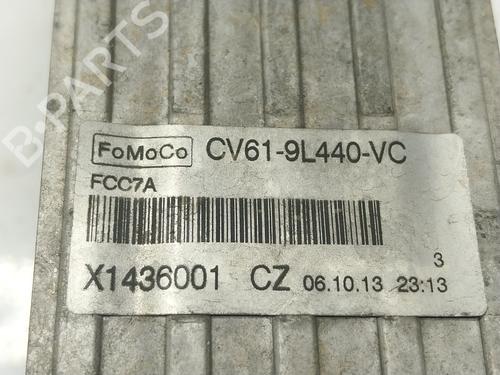 B-PARTS
FoMoCo CV61-9L440-VC
FCC7A
3
X1436001 CZ 06.10.13 23:13